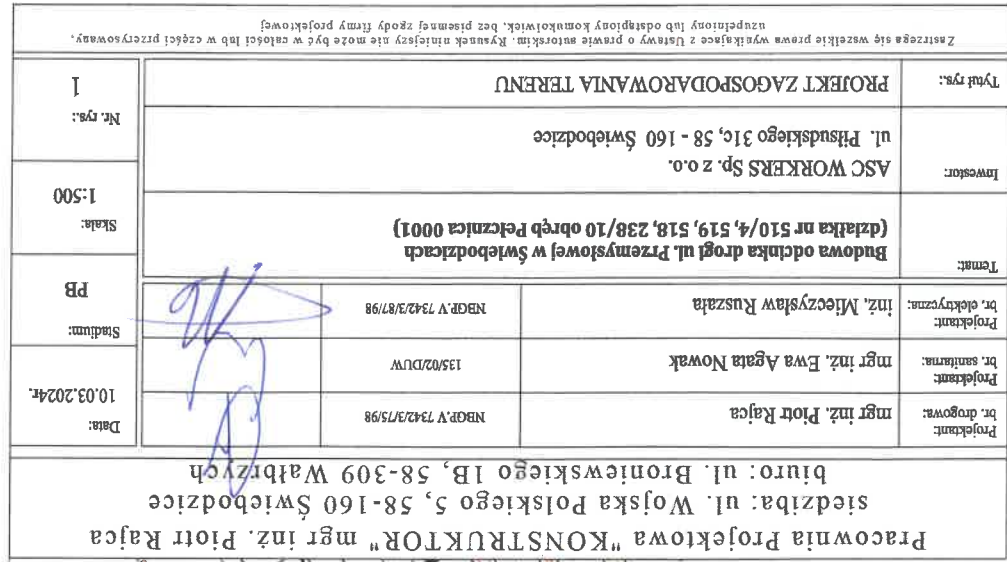 Pracownia Projektowa "KONSTRUKTOR" mgr inż. Piotr Rajca
siedziba: ul. Wojska Polskiego 5, 58-160 Świebodzice
biuro: ul. Broniewskiego 1B, 58-309 Wałbrzych
Projektant:
br. drogowa:
mgr inż. Piotr Rajca
NBGP.V 7342/3/75/98
Data:
10.03.2024r.
Projektant:
br. sanitarna:
mgr inż. Ewa Agata Nowak
135/02/DUW
Projektant:
br. elektryczna:
inż. Mieczysław Ruszała
NBGP.V 7342/3/87/98
Stadium:
PB
Temat:
Budowa odcinka drogi ul. Przemysłowej w Świebodzicach
(działka nr 510/4, 519, 518, 238/10 obręb Pełcznica 0001)
Skala:
1:500
Inwestor:
ASC WORKERS Sp. z o.o.
ul. Piłsudskiego 31c, 58 - 160 Świebodzice
Nr. rys.:
1
Tytuł rys.:
PROJEKT ZAGOSPODAROWANIA TERENU
Zastrzega się wszelkie prawa wynikające z Ustawy o prawie autorskim. Rysunek niniejszy nie może być w całości lub w części przerysowany,
uzupełniony lub odstąpiony komukolwiek, bez pisemnej zgody firmy projektowej